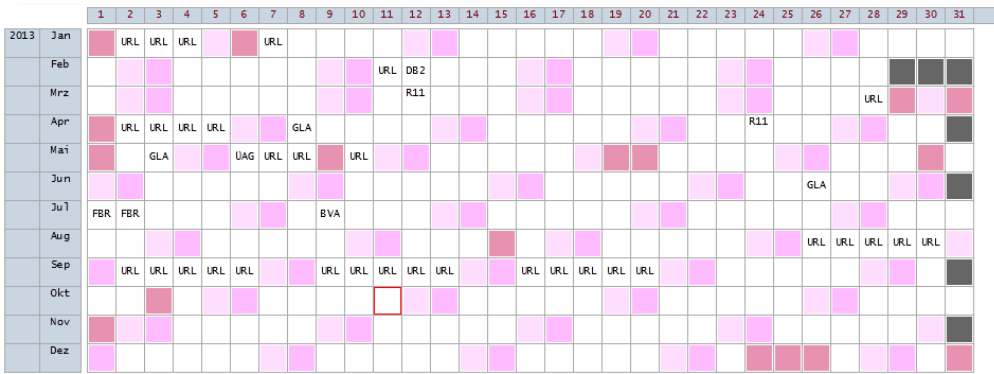 1 2 3 4 5 6 7 8 9 10 11 12 13 14 15 16 17 18 19 20 21 22 23 24 25 26 27 28 29 30 31
2013 Jan URL URL URL URL
Feb URL DB2
Mrz R11 URL
Apr URL URL URL URL GLA R11
Mai GLA ÜAG URL URL URL
Jun GLA
Jul FBR FBR BVA
Aug URL URL URL URL URL
Sep URL URL URL URL URL URL URL URL URL URL URL URL URL URL URL
Okt
Nov
Dez